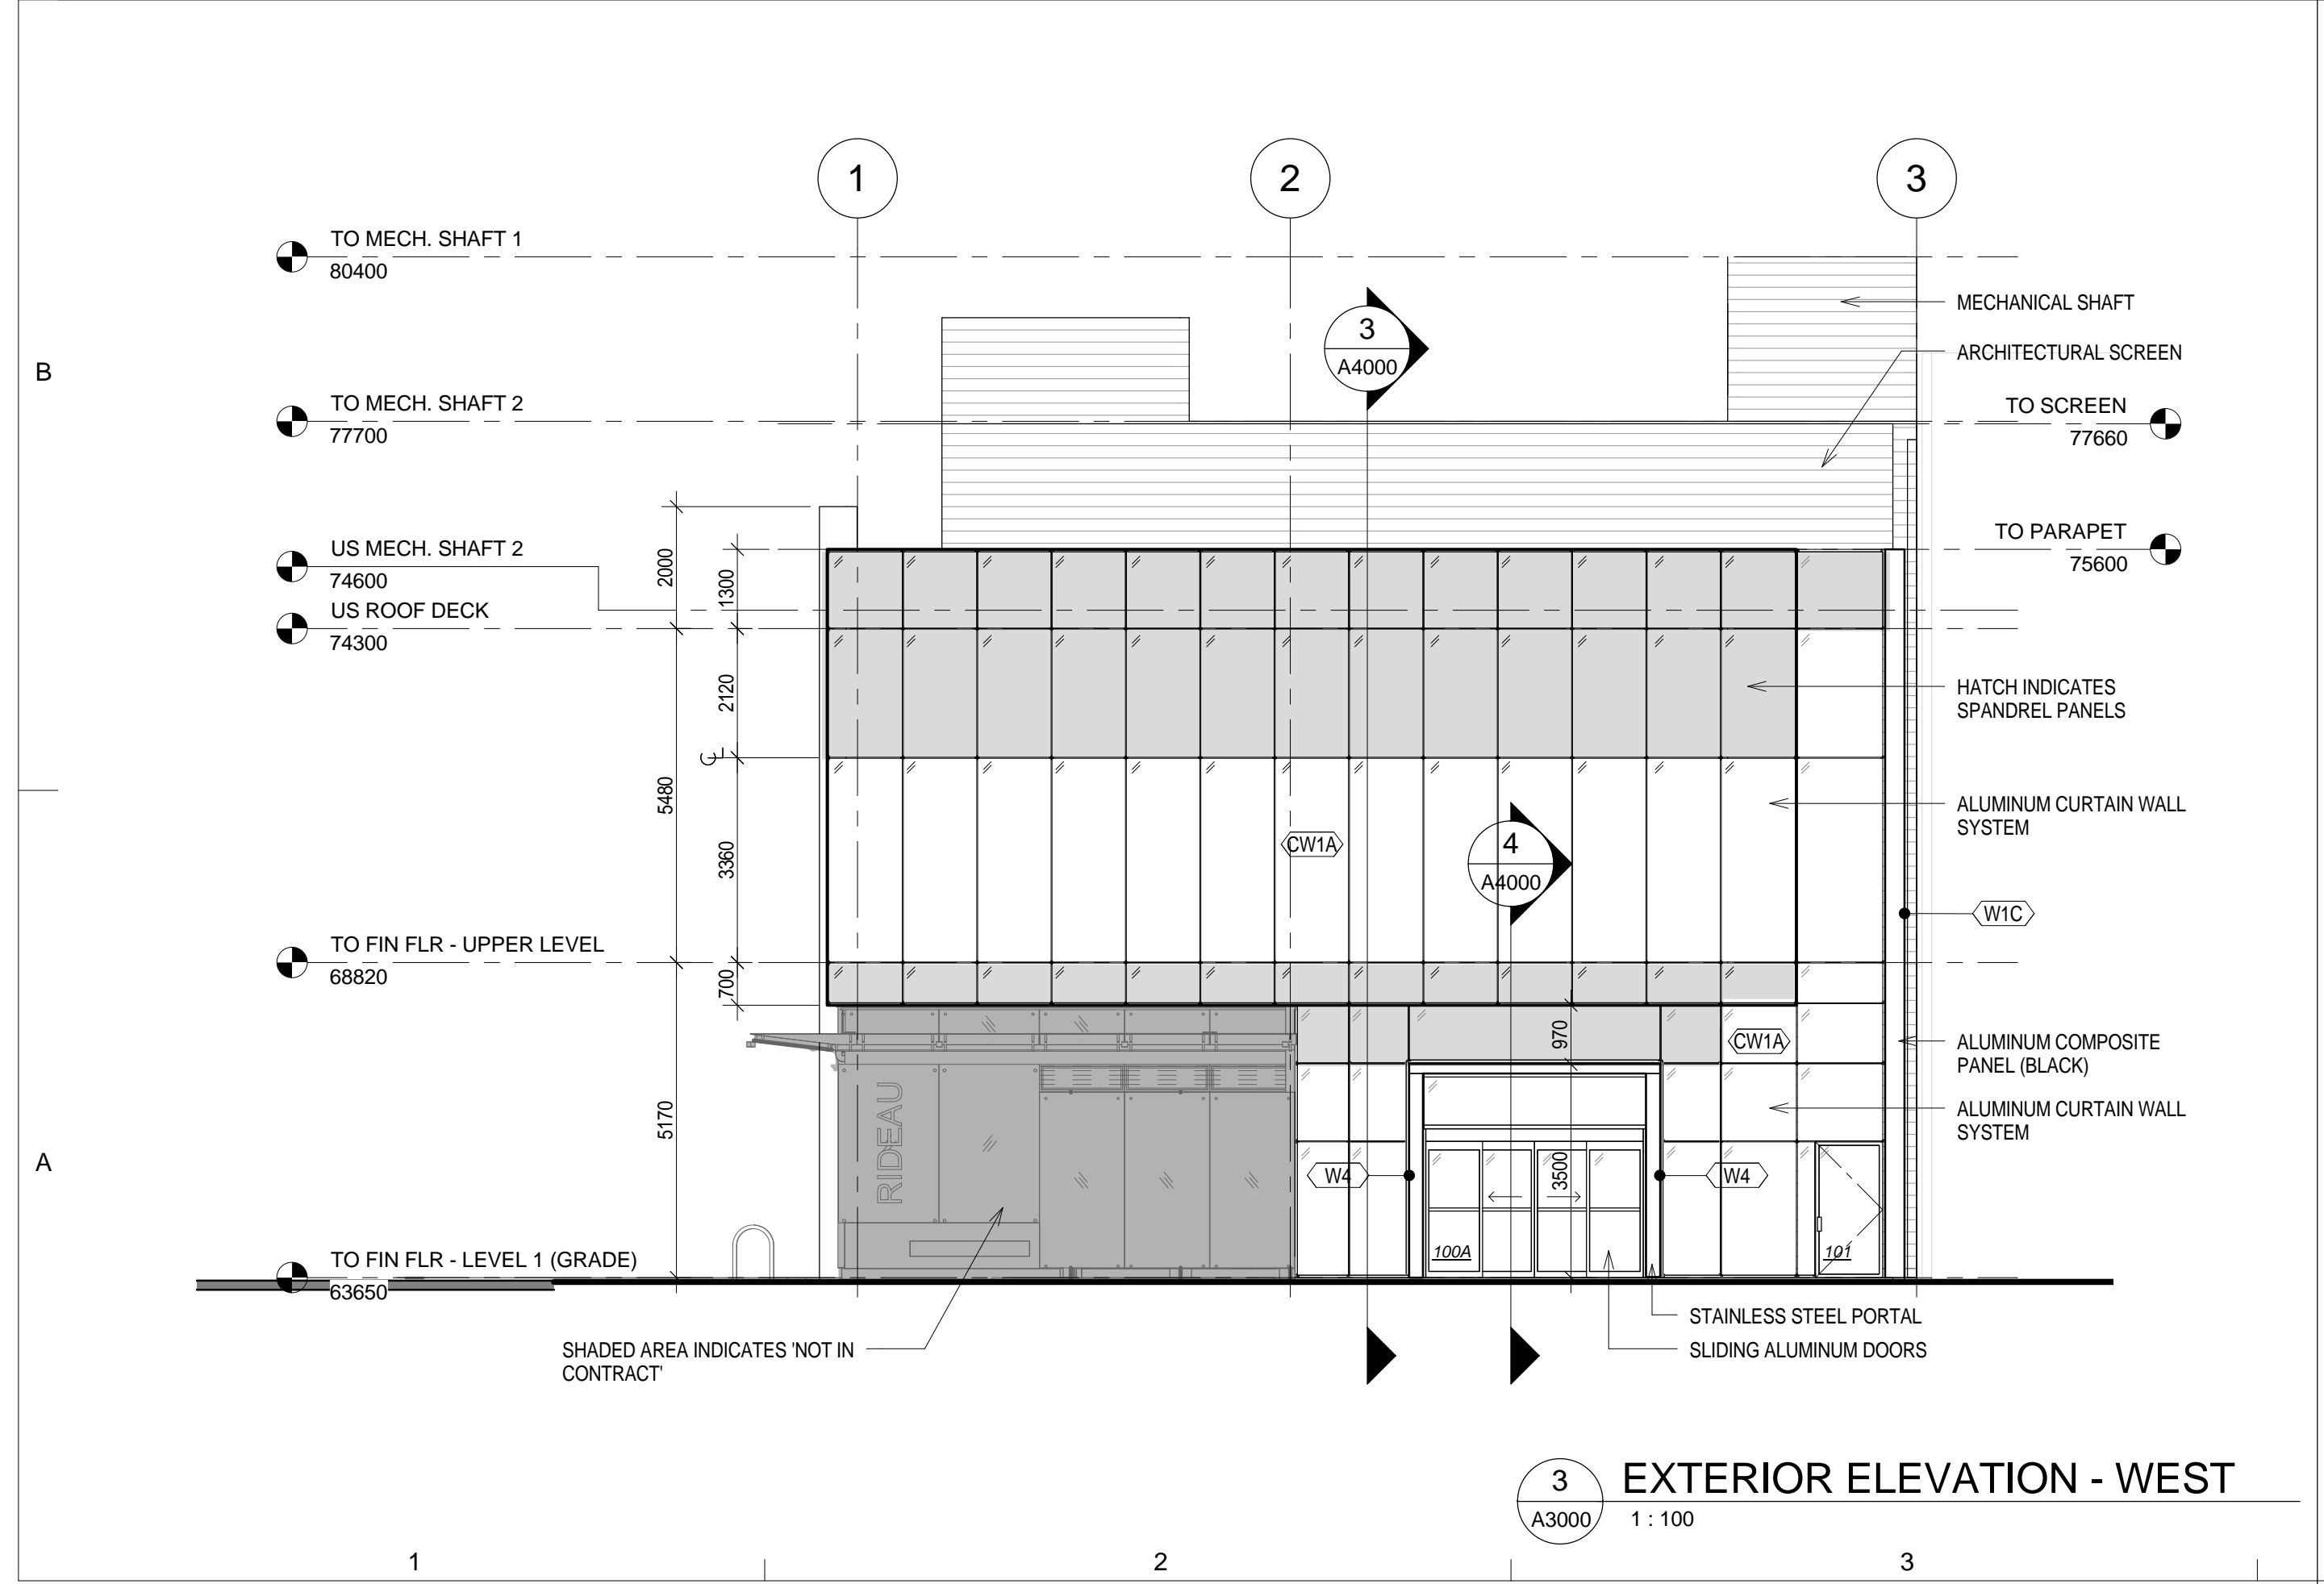 1
2
3
TO MECH. SHAFT 1
80400
MECHANICAL SHAFT
3
A4000
ARCHITECTURAL SCREEN
B
TO MECH. SHAFT 2
77700
TO SCREEN
77660
US MECH. SHAFT 2
74600
2000
1300
TO PARAPET
75600
US ROOF DECK
74300
2120
HATCH INDICATES
SPANDREL PANELS
CL
5480
3360
ALUMINUM CURTAIN WALL
SYSTEM
CW1A
4
A4000
W1C
TO FIN FLR - UPPER LEVEL
68820
700
970
CW1A
ALUMINUM COMPOSITE
PANEL (BLACK)
RIDEAU
5170
ALUMINUM CURTAIN WALL
SYSTEM
A
W4
3500
W4
100A
101
TO FIN FLR - LEVEL 1 (GRADE)
63650
STAINLESS STEEL PORTAL
SHADED AREA INDICATES 'NOT IN
CONTRACT'
SLIDING ALUMINUM DOORS
3
A3000
EXTERIOR ELEVATION - WEST
1 : 100
1
2
3